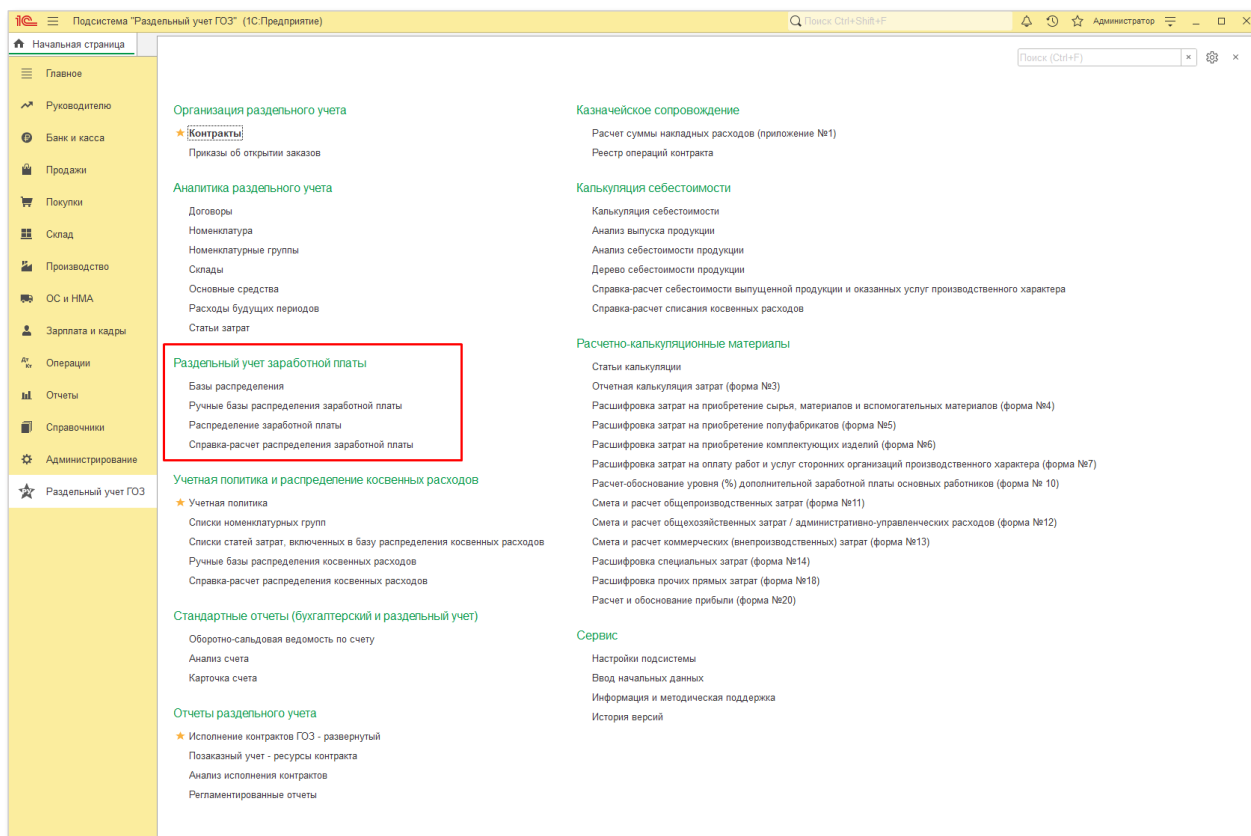 1С Подсистема "Раздельный учет ГОЗ" (1С:Предприятие)
Поиск Ctrl+Shift+F
Администратор
Начальная страница
Поиск (Ctrl+F)
Главное
Руководителю
Банк и касса
Продажи
Покупки
Склад
Производство
ОС и НМА
Зарплата и кадры
Дт Кт Операции
Отчеты
Справочники
Администрирование
Раздельный учет ГОЗ
Организация раздельного учета
Контракты
Приказы об открытии заказов
Аналитика раздельного учета
Договоры
Номенклатура
Номенклатурные группы
Склады
Основные средства
Расходы будущих периодов
Статьи затрат
Раздельный учет заработной платы
Базы распределения
Ручные базы распределения заработной платы
Распределение заработной платы
Справка-расчет распределения заработной платы
Учетная политика и распределение косвенных расходов
Учетная политика
Списки номенклатурных групп
Списки статей затрат, включенных в базу распределения косвенных расходов
Ручные базы распределения косвенных расходов
Справка-расчет распределения косвенных расходов
Стандартные отчеты (бухгалтерский и раздельный учет)
Оборотно-сальдовая ведомость по счету
Анализ счета
Карточка счета
Отчеты раздельного учета
Исполнение контрактов ГОЗ - развернутый
Позаказный учет - ресурсы контракта
Анализ исполнения контрактов
Регламентированные отчеты
Казначейское сопровождение
Расчет суммы накладных расходов (приложение №1)
Реестр операций контракта
Калькуляция себестоимости
Калькуляция себестоимости
Анализ выпуска продукции
Анализ себестоимости продукции
Дерево себестоимости продукции
Справка-расчет себестоимости выпущенной продукции и оказанных услуг производственного характера
Справка-расчет списания косвенных расходов
Расчетно-калькуляционные материалы
Статьи калькуляции
Отчетная калькуляция затрат (форма №3)
Расшифровка затрат на приобретение сырья, материалов и вспомогательных материалов (форма №4)
Расшифровка затрат на приобретение полуфабрикатов (форма №5)
Расшифровка затрат на приобретение комплектующих изделий (форма №6)
Расшифровка затрат на оплату работ и услуг сторонних организаций производственного характера (форма №7)
Расчет-обоснование уровня (%) дополнительной заработной платы основных работников (форма № 10)
Смета и расчет общепроизводственных затрат (форма №11)
Смета и расчет общехозяйственных затрат / административно-управленческих расходов (форма №12)
Смета и расчет коммерческих (внепроизводственных) затрат (форма №13)
Расшифровка специальных затрат (форма №14)
Расшифровка прочих прямых затрат (форма №18)
Расчет и обоснование прибыли (форма №20)
Сервис
Настройки подсистемы
Ввод начальных данных
Информация и методическая поддержка
История версий